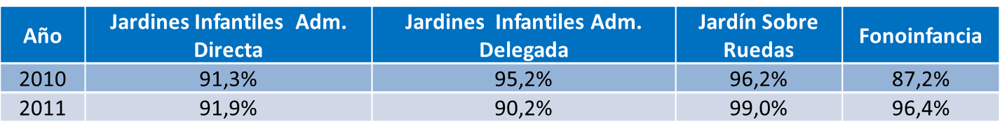 Año Jardines Infantiles Adm. Directa Jardines Infantiles Adm. Delegada Jardín Sobre Ruedas Fonoinfancia
2010 91,3% 95,2% 96,2% 87,2%
2011 91,9% 90,2% 99,0% 96,4%